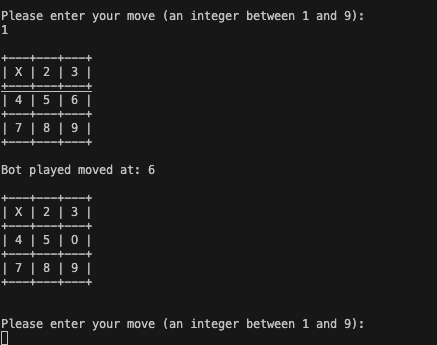 Please enter your move (an integer between 1 and 9):
1
+---+---+---+
| X | 2 | 3 |
+---+---+---+
| 4 | 5 | 6 |
+---+---+---+
| 7 | 8 | 9 |
+---+---+---+
Bot played moved at: 6
+---+---+---+
| X | 2 | 3 |
+---+---+---+
| 4 | 5 | O |
+---+---+---+
| 7 | 8 | 9 |
+---+---+---+
Please enter your move (an integer between 1 and 9):